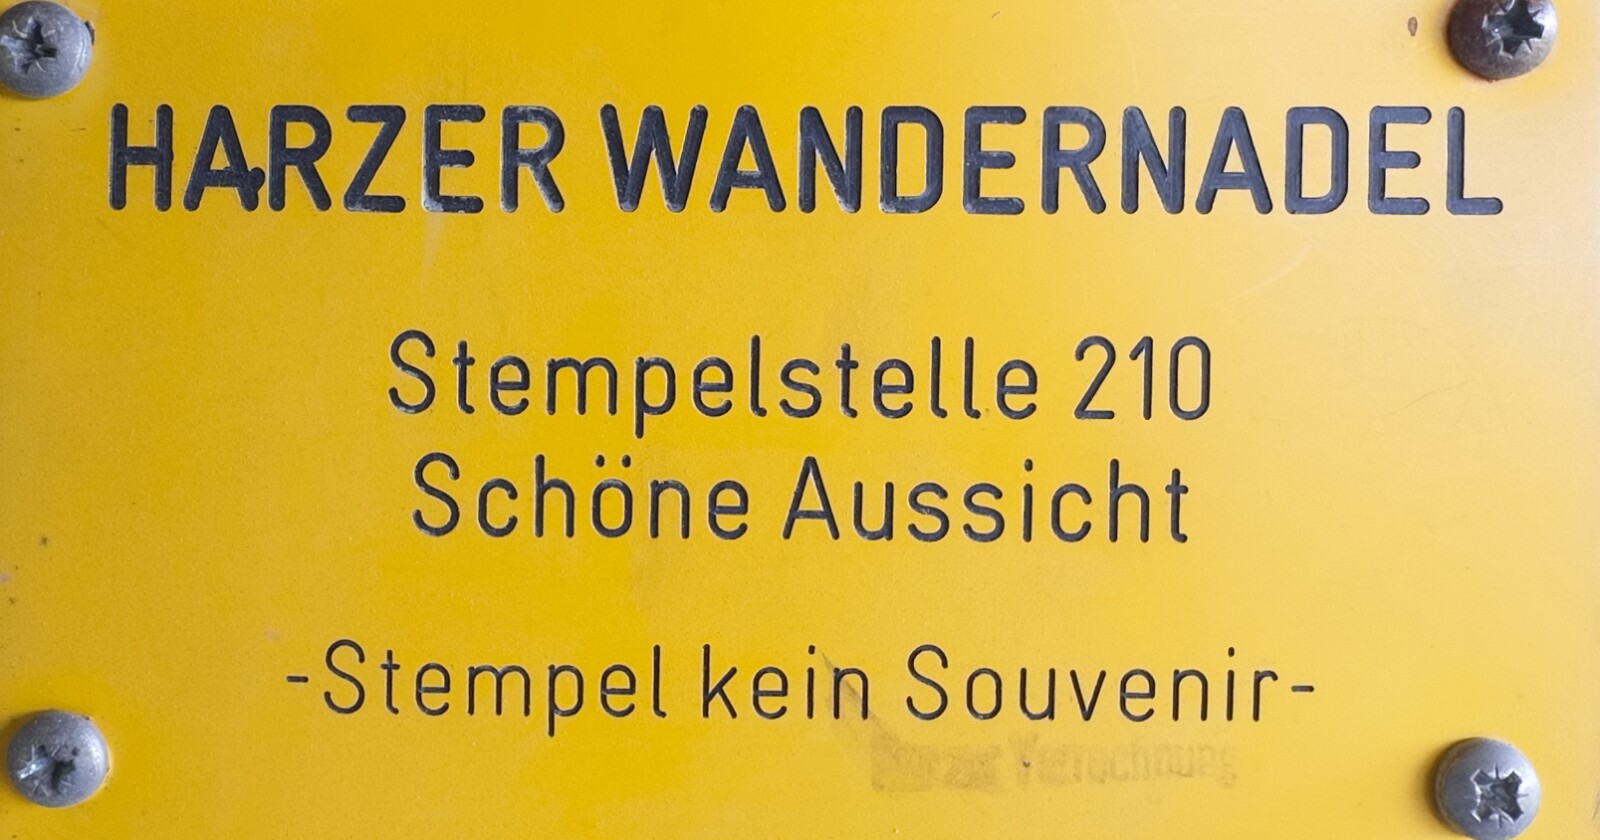 HARZER WANDERNADEL
Stempelstelle 210
Schöne Aussicht
-Stempel kein Souvenir-